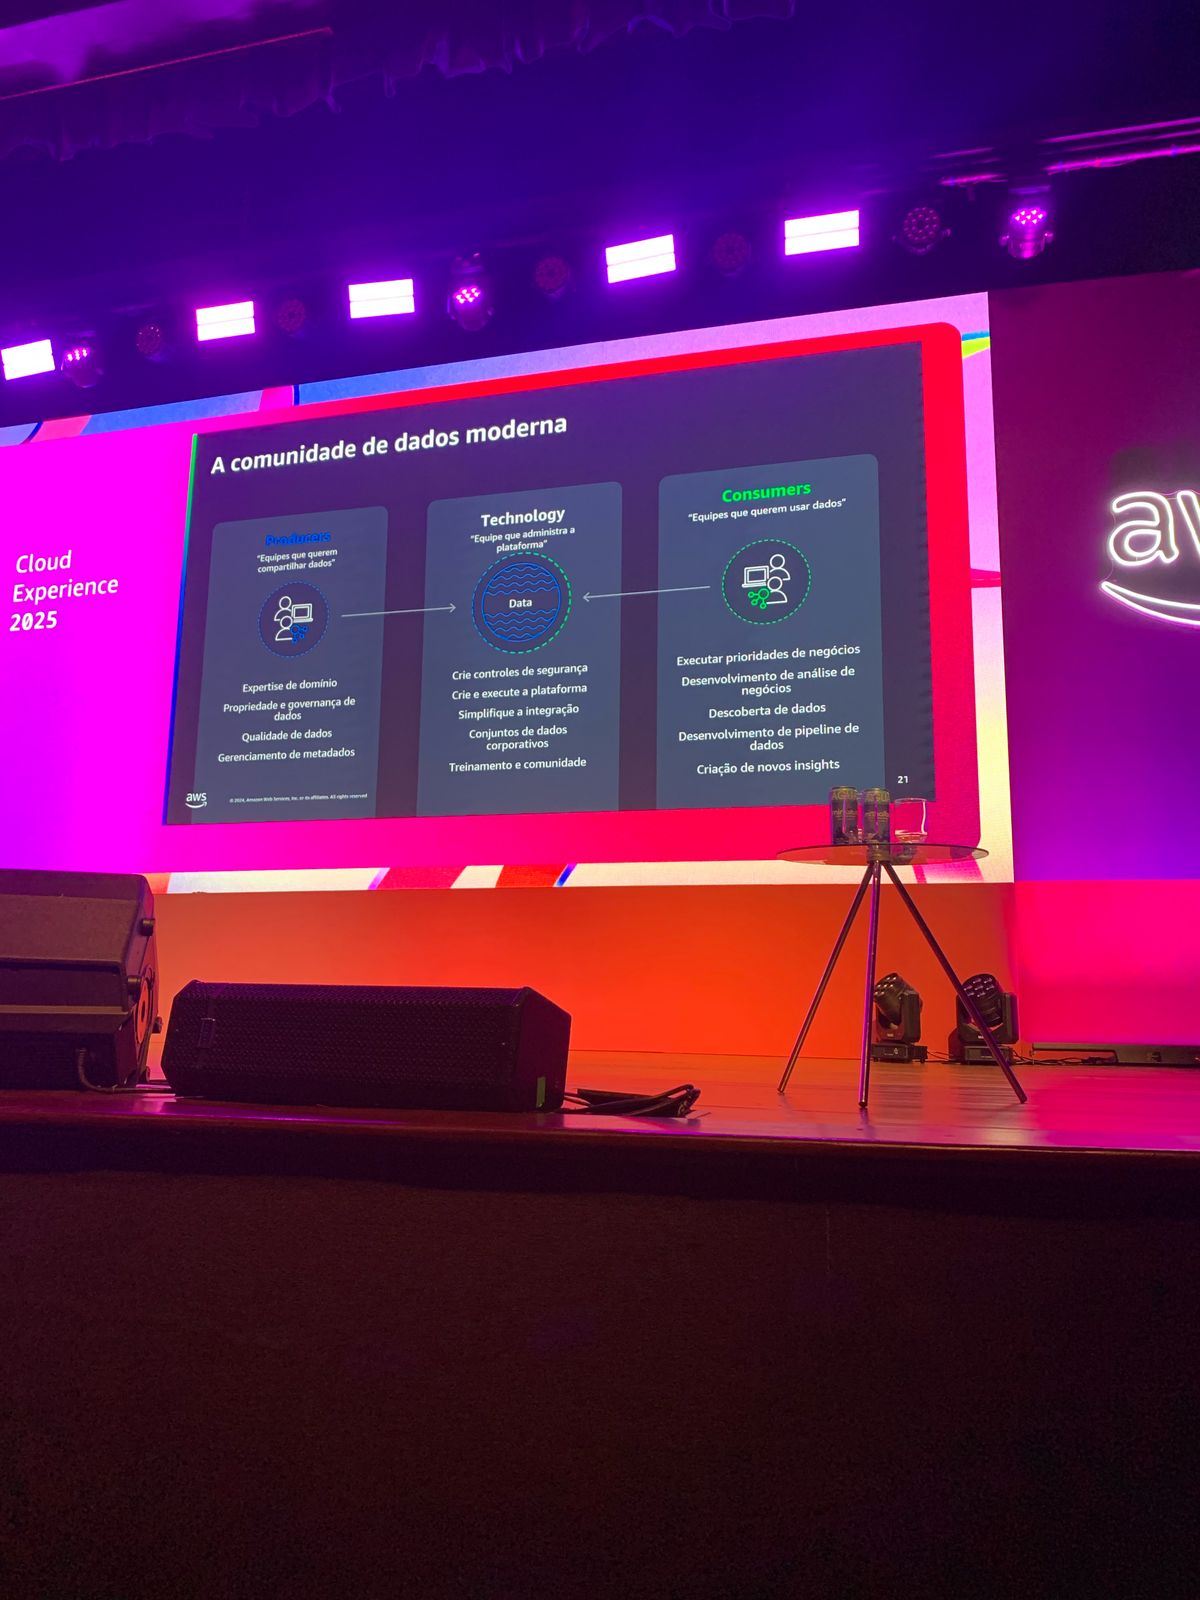 A comunidade de dados moderna
Cloud
Experience
2025
Producers
"Equipes que querem
compartilhar dados"
Expertise de domínio
Propriedade e governança de
dados
Qualidade de dados
Gerenciamento de metadados
Technology
"Equipe que administra a
plataforma"
Data
Crie controles de segurança
Crie e execute a plataforma
Simplifique a integração
Conjuntos de dados
corporativos
Treinamento e comunidade
Consumers
"Equipes que querem usar dados"
Executar prioridades de negócios
Desenvolvimento de análise de
negócios
Descoberta de dados
Desenvolvimento de pipeline de
dados
Criação de novos insights
21
aws
© 2024, Amazon Web Services, Inc. or its affiliates. All rights reserved.
aw